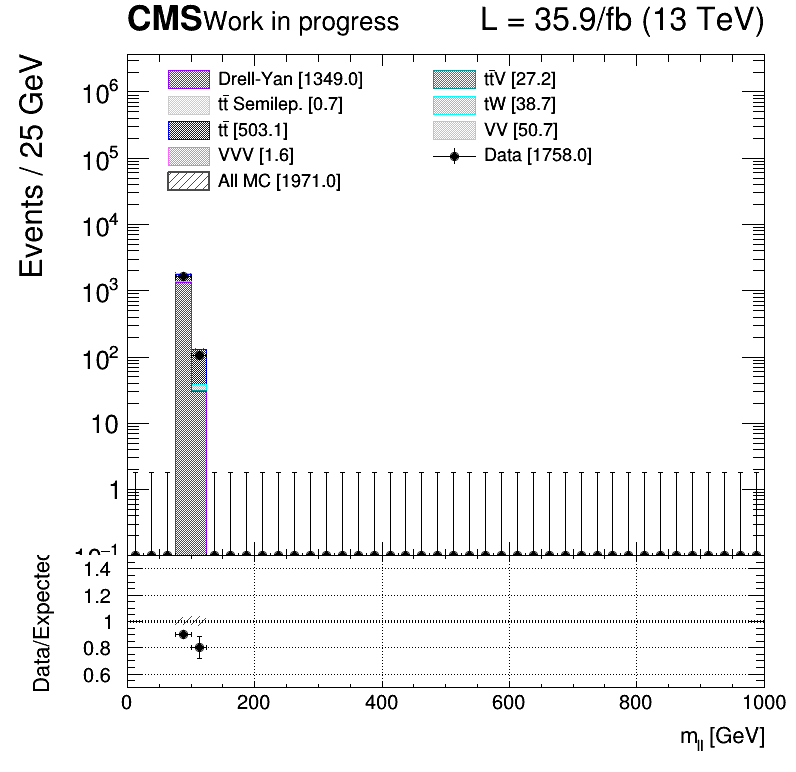 CMS Work in progress L = 35.9/fb (13 TeV)
Events / 25 GeV
Drell-Yan [1349.0]
tt̄ Semilep. [0.7]
tt̄ [503.1]
VVV [1.6]
All MC [1971.0]
tt̄V [27.2]
tW [38.7]
VV [50.7]
Data [1758.0]
10⁶
10⁵
10⁴
10³
10²
10
1
10⁻¹
Data/Expected
1.4
1.2
1
0.8
0.6
0 200 400 600 800 1000
m_ll [GeV]